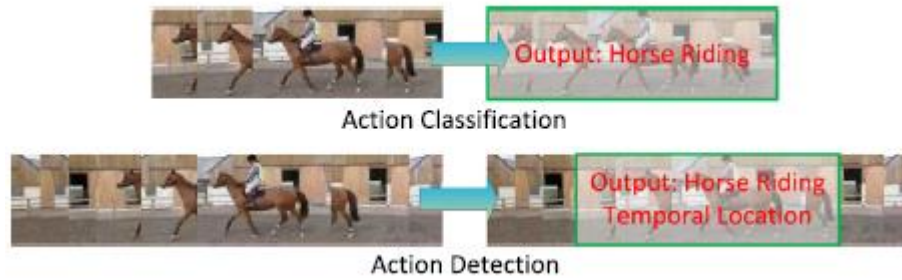 Output: Horse Riding
Action Classification
Output: Horse Riding
Temporal Location
Action Detection